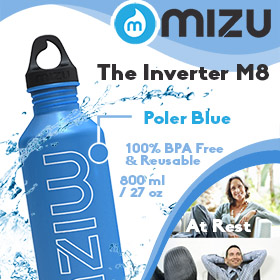 MIZU
The Inverter M8
Poler Blue
100% BPA Free
& Reusable
800 ml
/ 27 oz
MIZU
At Rest